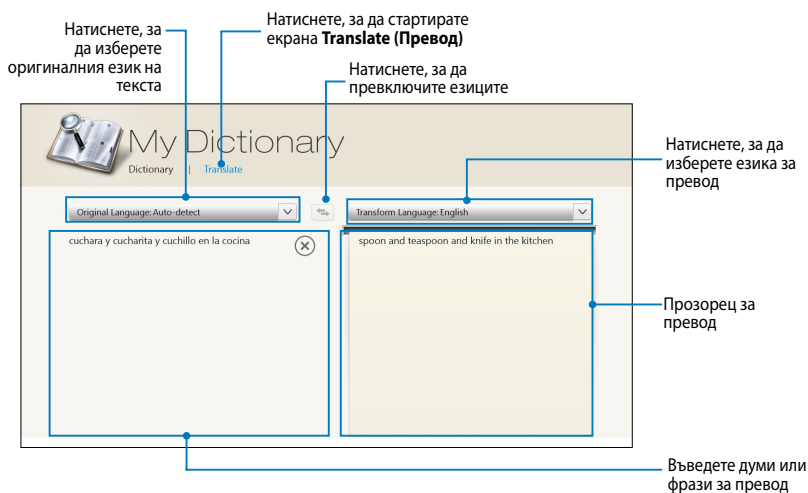 Натиснете, за
да изберете
оригиналния език на
текста
Натиснете, за да стартирате
екрана Translate (Превод)
Натиснете, за да
превключите езиците
My Dictionary
Dictionary | Translate
Натиснете, за да
изберете езика за
превод
Original Language: Auto-detect
Transform Language: English
cuchara y cucharita y cuchillo en la cocina
spoon and teaspoon and knife in the kitchen
Прозорец за
превод
Въведете думи или
фрази за превод